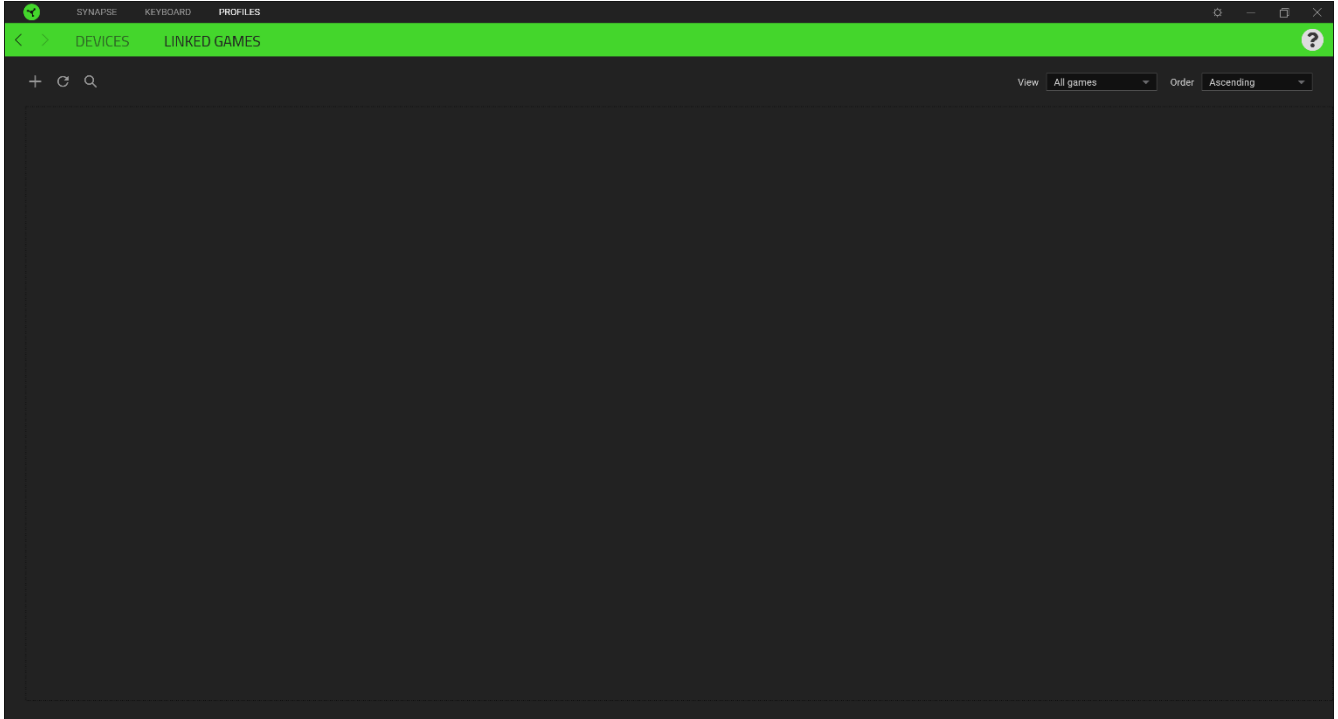 SYNAPSE KEYBOARD PROFILES
DEVICES LINKED GAMES ?
View All games Order Ascending